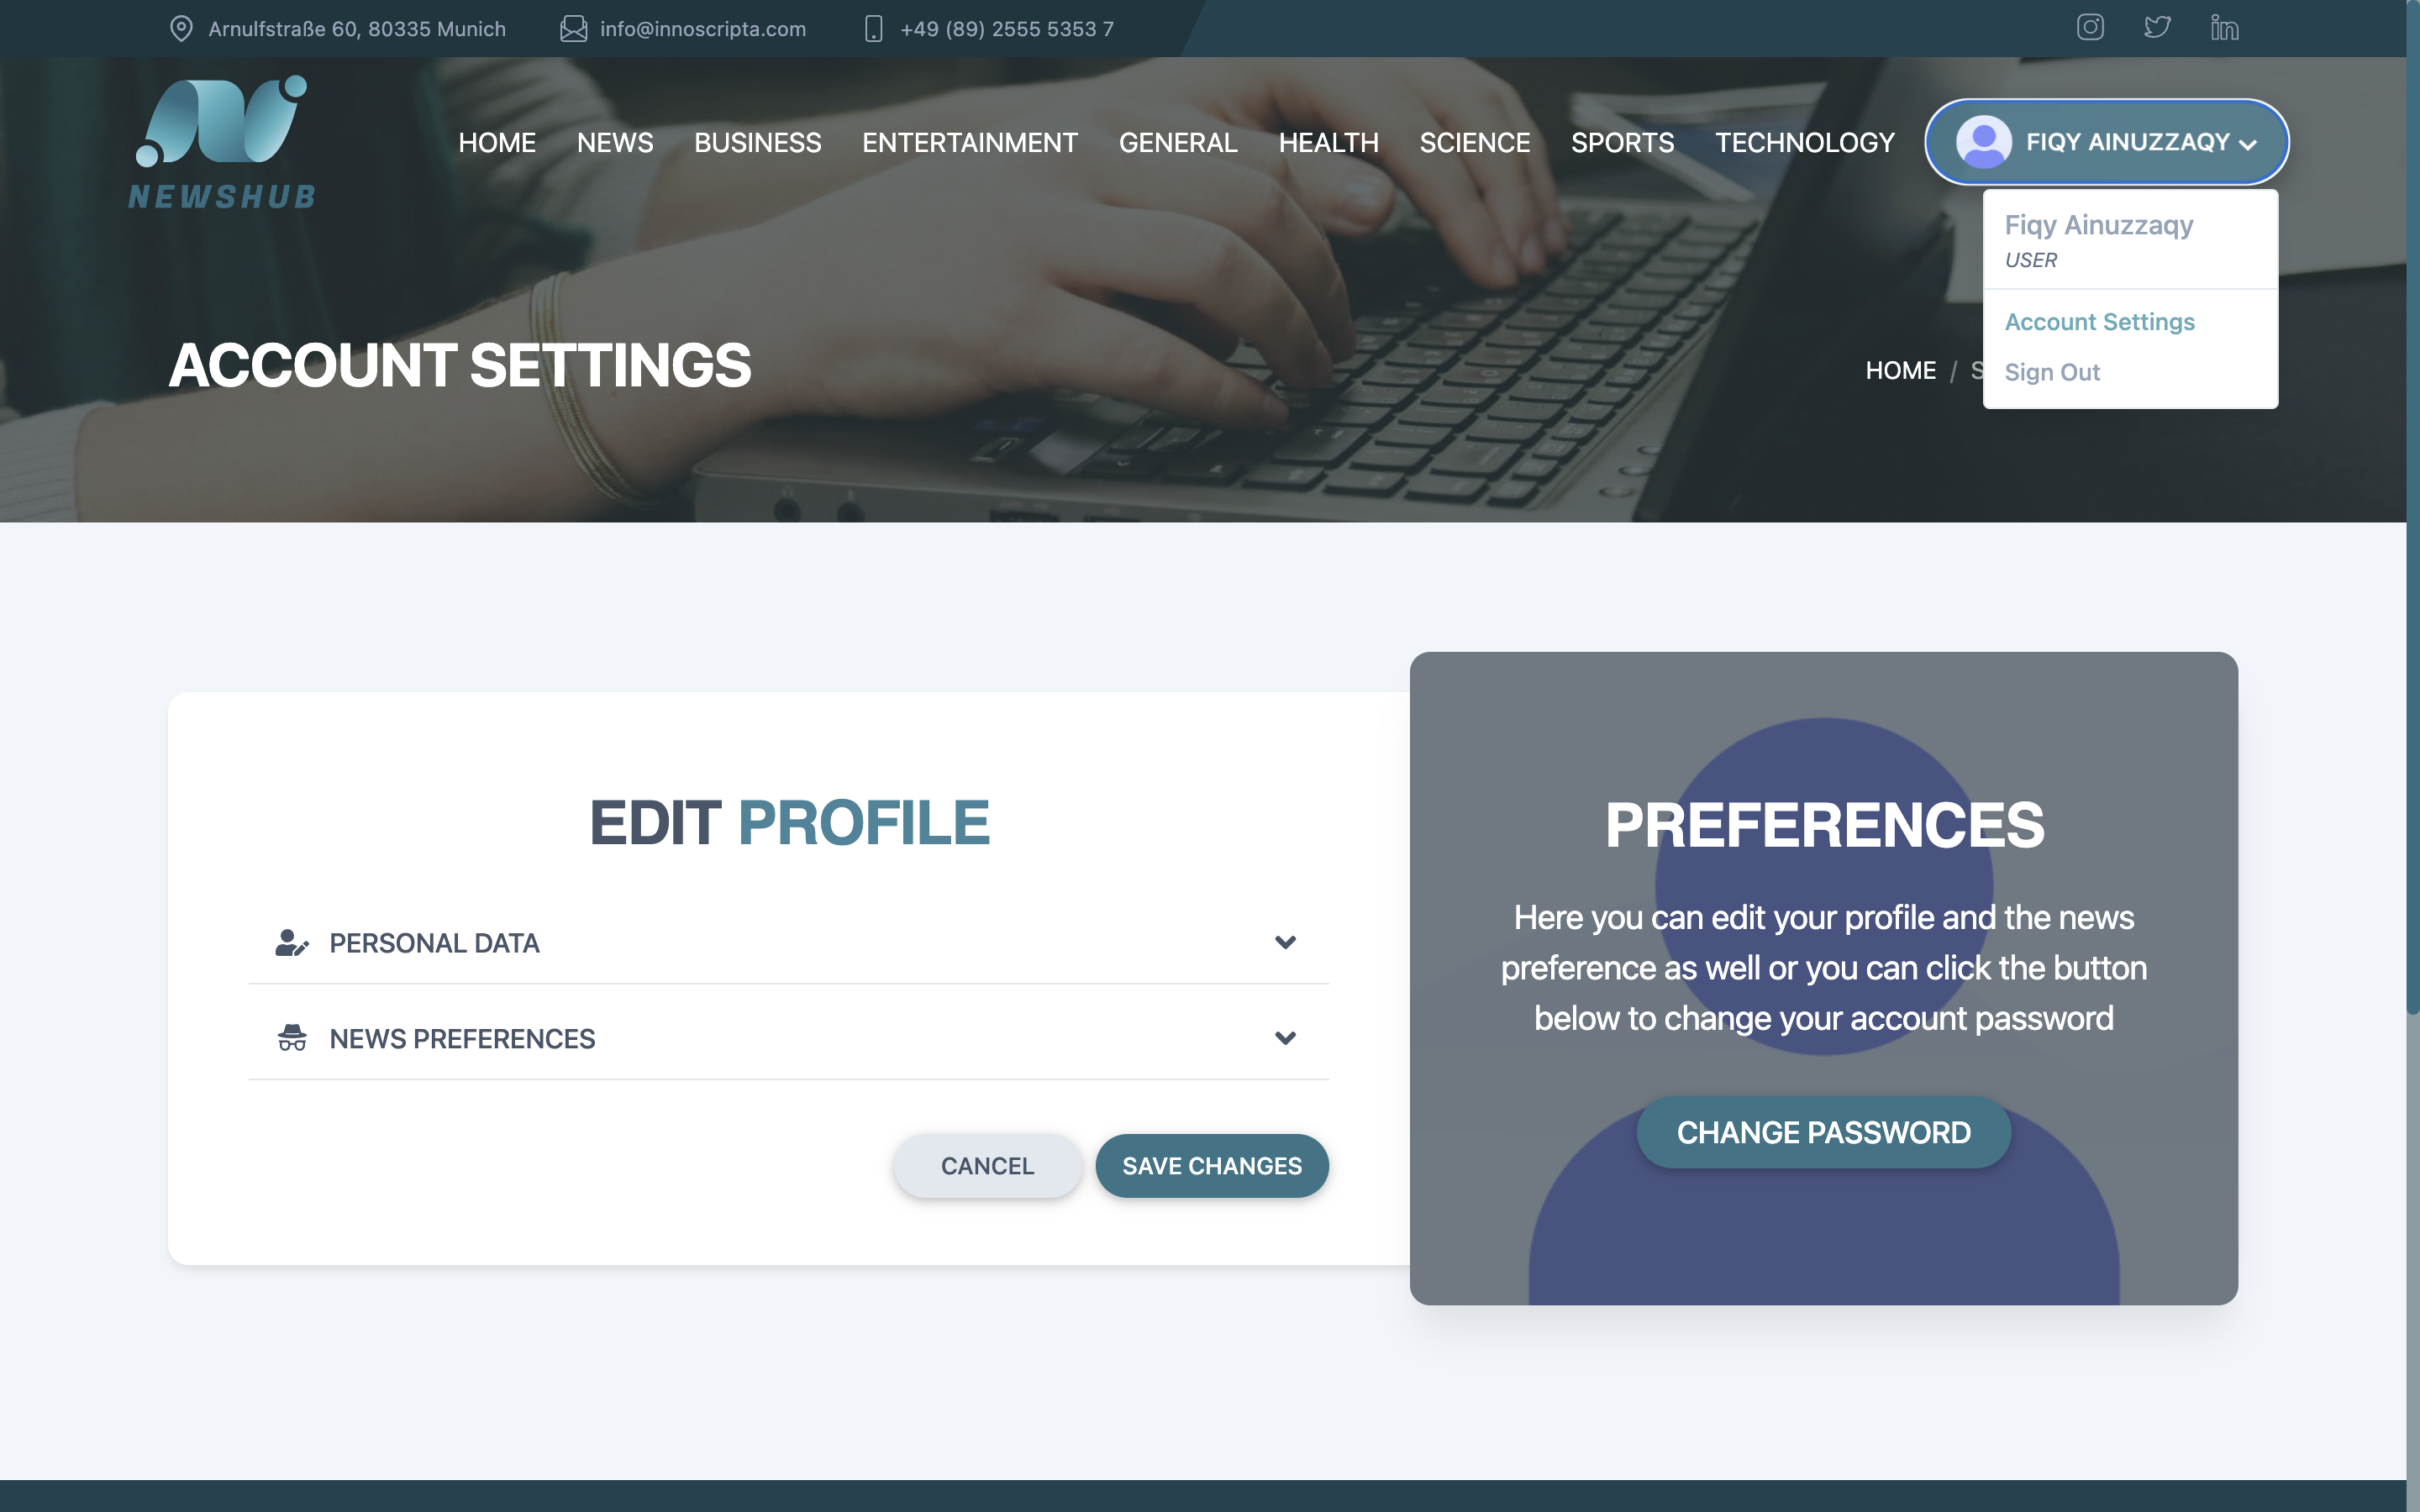 Arnulfstraße 60, 80335 Munich
info@innoscripta.com
+49 (89) 2555 5353 7
NEWSHUB
HOME
NEWS
BUSINESS
ENTERTAINMENT
GENERAL
HEALTH
SCIENCE
SPORTS
TECHNOLOGY
FIQY AINUZZAQY
Fiqy Ainuzzaqy
USER
Account Settings
Sign Out
ACCOUNT SETTINGS
HOME / S
EDIT PROFILE
PERSONAL DATA
NEWS PREFERENCES
CANCEL
SAVE CHANGES
PREFERENCES
Here you can edit your profile and the news
preference as well or you can click the button
below to change your account password
CHANGE PASSWORD